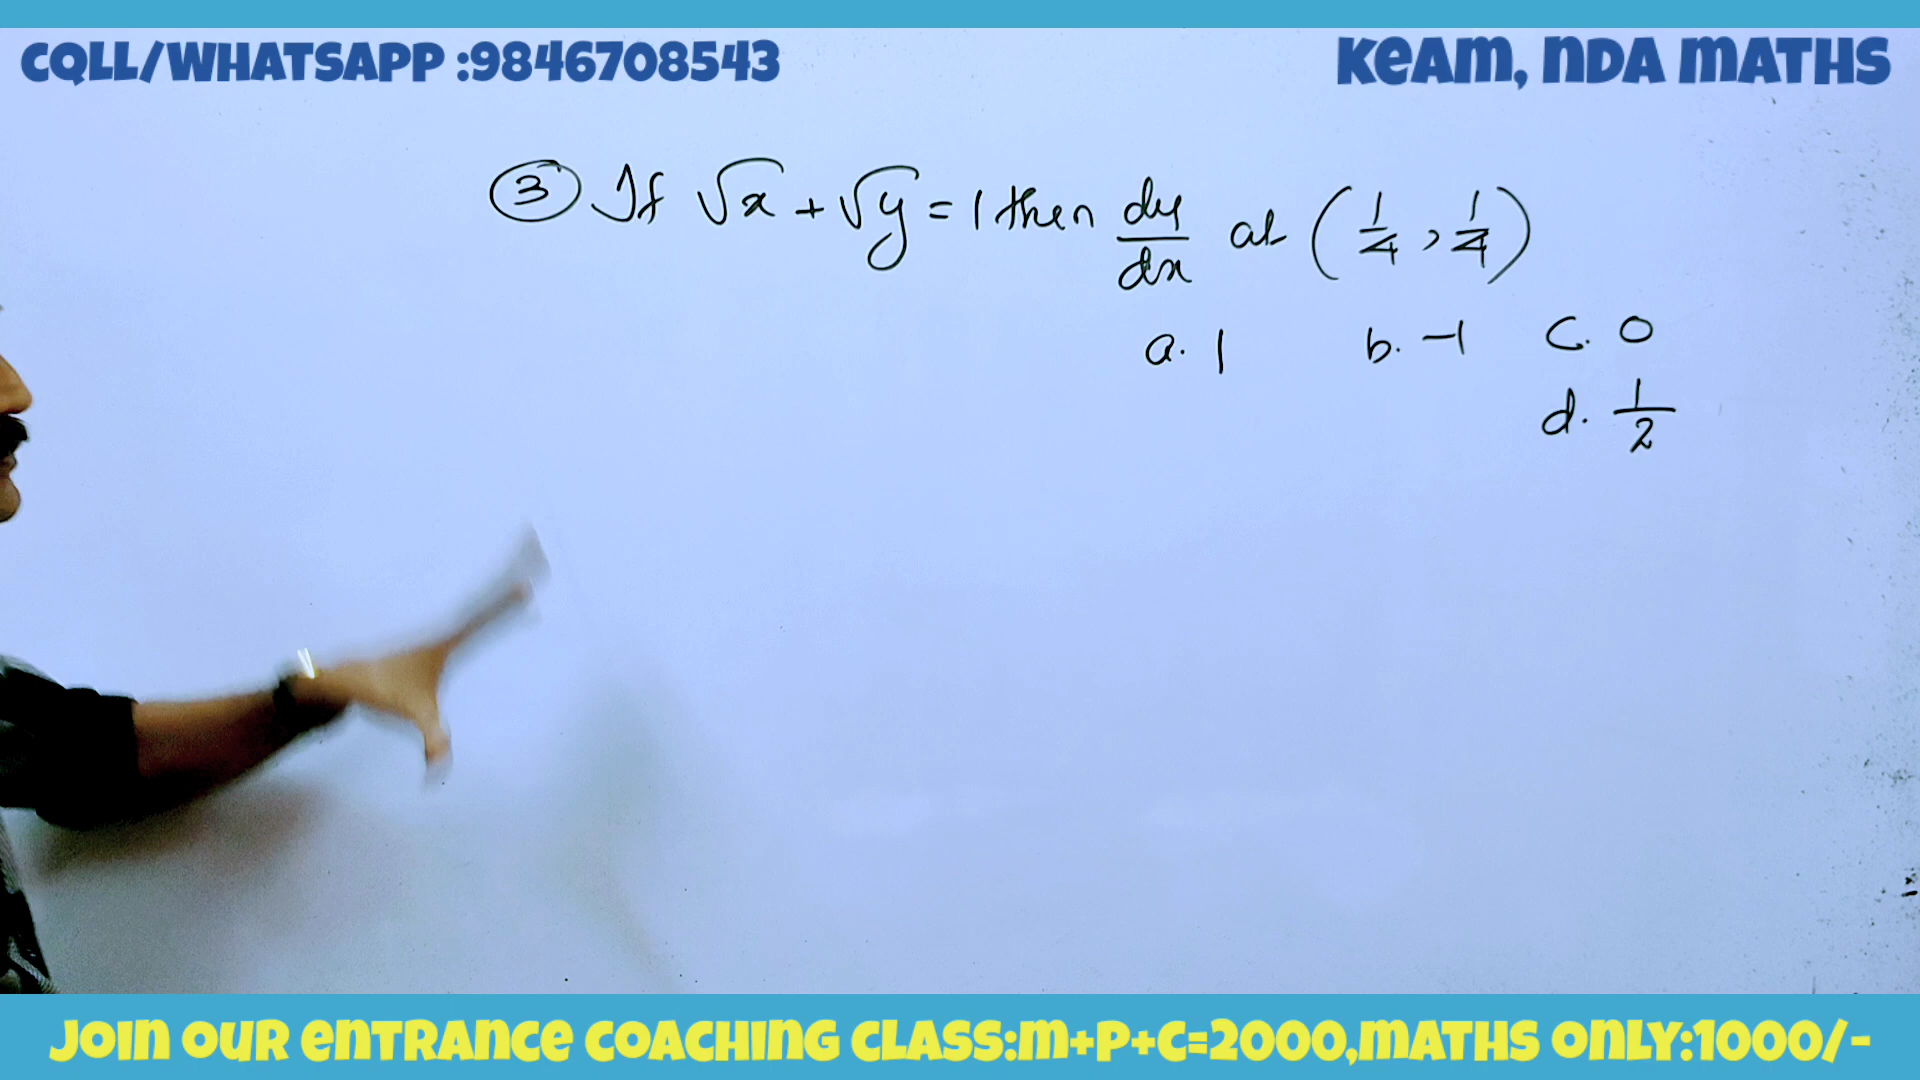 CQLL/WHATSAPP :9846708543
KEAM, NDA MATHS
③ If √x + √y = 1 then dy/dx at (1/4, 1/4)
a. 1 b. -1 c. 0
d. 1/2
JOIN OUR ENTRANCE COACHING CLASS:M+P+C=2000,MATHS ONLY:1000/-